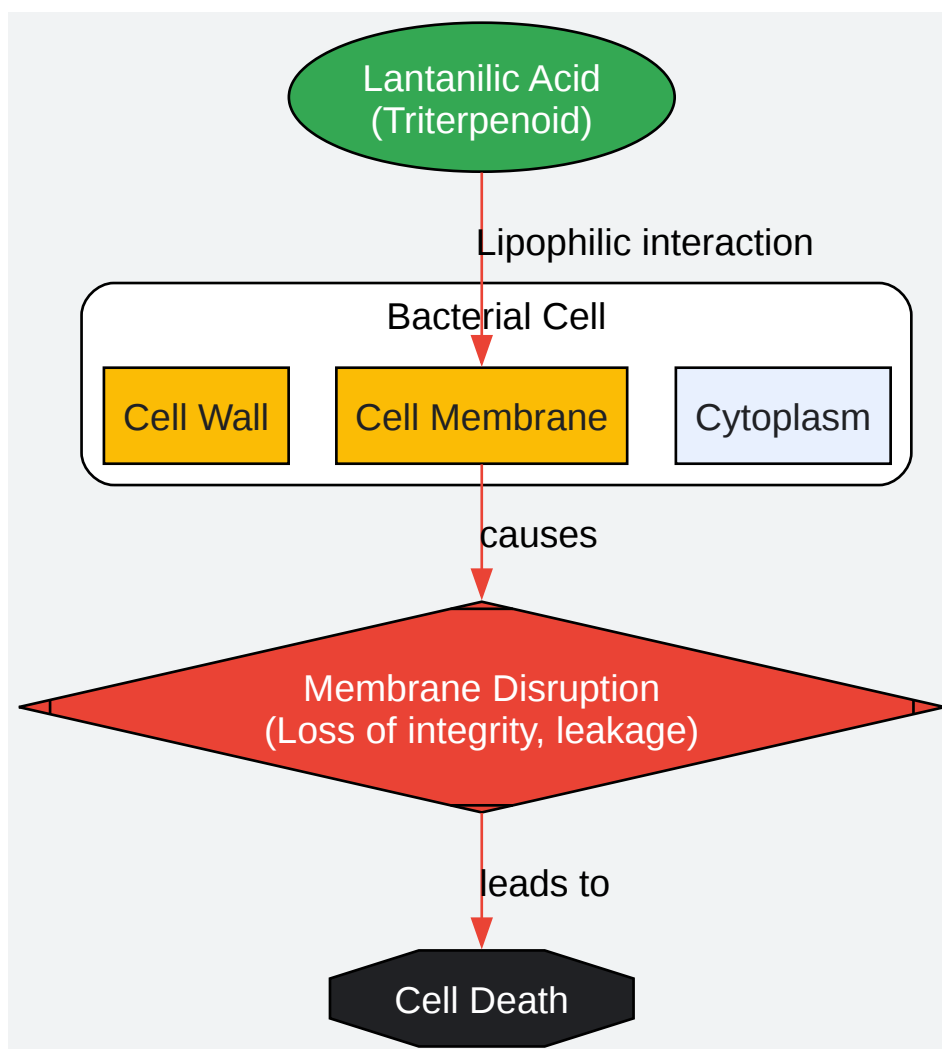 Lantanilic Acid
(Triterpenoid)
Lipophilic interaction
Bacterial Cell
Cell Wall
Cell Membrane
Cytoplasm
causes
Membrane Disruption
(Loss of integrity, leakage)
leads to
Cell Death